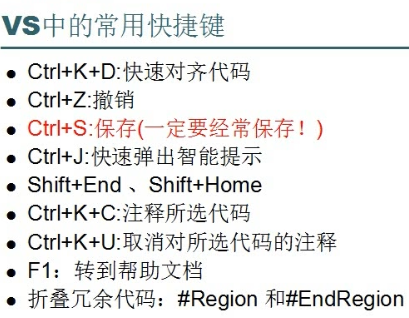 VS中的常用快捷键
● Ctrl+K+D:快速对齐代码
● Ctrl+Z:撤销
● Ctrl+S:保存(一定要经常保存！)
● Ctrl+J:快速弹出智能提示
● Shift+End 、Shift+Home
● Ctrl+K+C:注释所选代码
● Ctrl+K+U:取消对所选代码的注释
● F1：转到帮助文档
● 折叠冗余代码：#Region 和#EndRegion